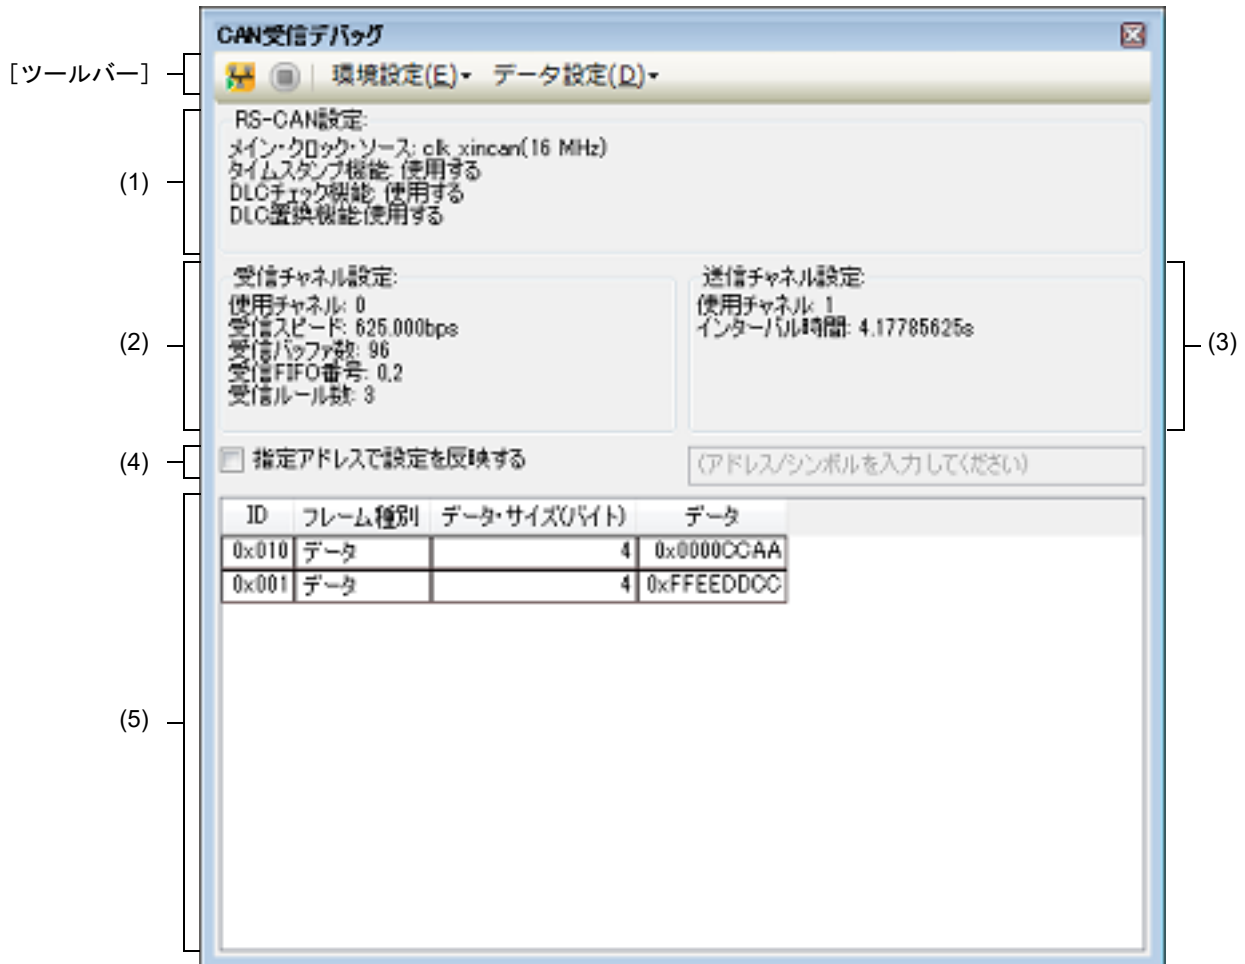 CAN受信デバッグ
[ツールバー]
環境設定(E)▾ データ設定(D)▾
(1)
RS-CAN設定:
メイン・クロック・ソース: clk_xincan(16 MHz)
タイムスタンプ機能: 使用する
DLCチェック機能: 使用する
DLC置換機能:使用する
(2)
受信チャネル設定:
使用チャネル: 0
受信スピード: 625.000bps
受信バッファ数: 96
受信FIFO番号: 0,2
受信ルール数: 3
送信チャネル設定:
使用チャネル: 1
インターバル時間: 4.17785625s
(3)
(4)
指定アドレスで設定を反映する
(アドレス/シンボルを入力してください)
(5)
ID フレーム種別 データ・サイズ(バイト) データ
0x010 データ 4 0x0000CCAA
0x001 データ 4 0xFFEEDDCC